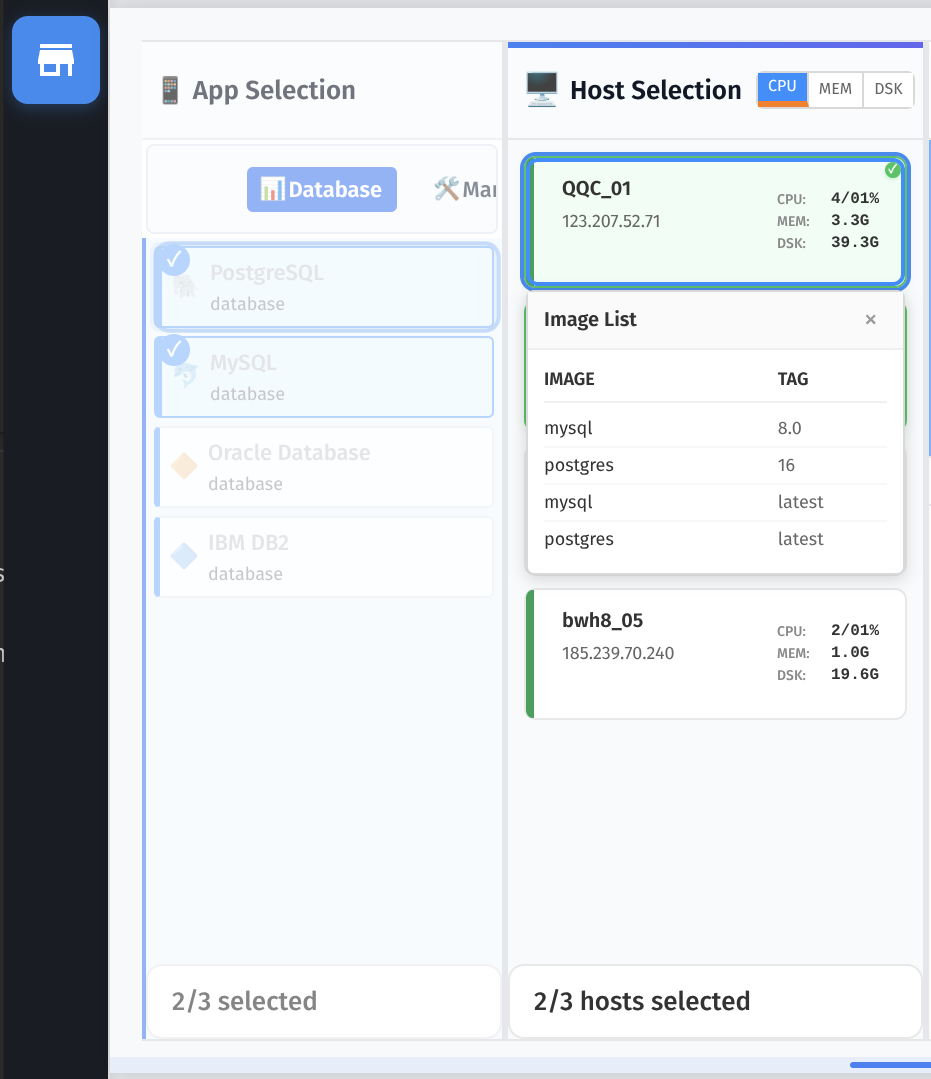 App Selection
Database
Mar
PostgreSQL
database
MySQL
database
Oracle Database
database
IBM DB2
database
2/3 selected
Host Selection
CPU MEM DSK
QQC_01
123.207.52.71
CPU: 4/01%
MEM: 3.3G
DSK: 39.3G
Image List ×
IMAGE TAG
mysql 8.0
postgres 16
mysql latest
postgres latest
bwh8_05
185.239.70.240
CPU: 2/01%
MEM: 1.0G
DSK: 19.6G
2/3 hosts selected